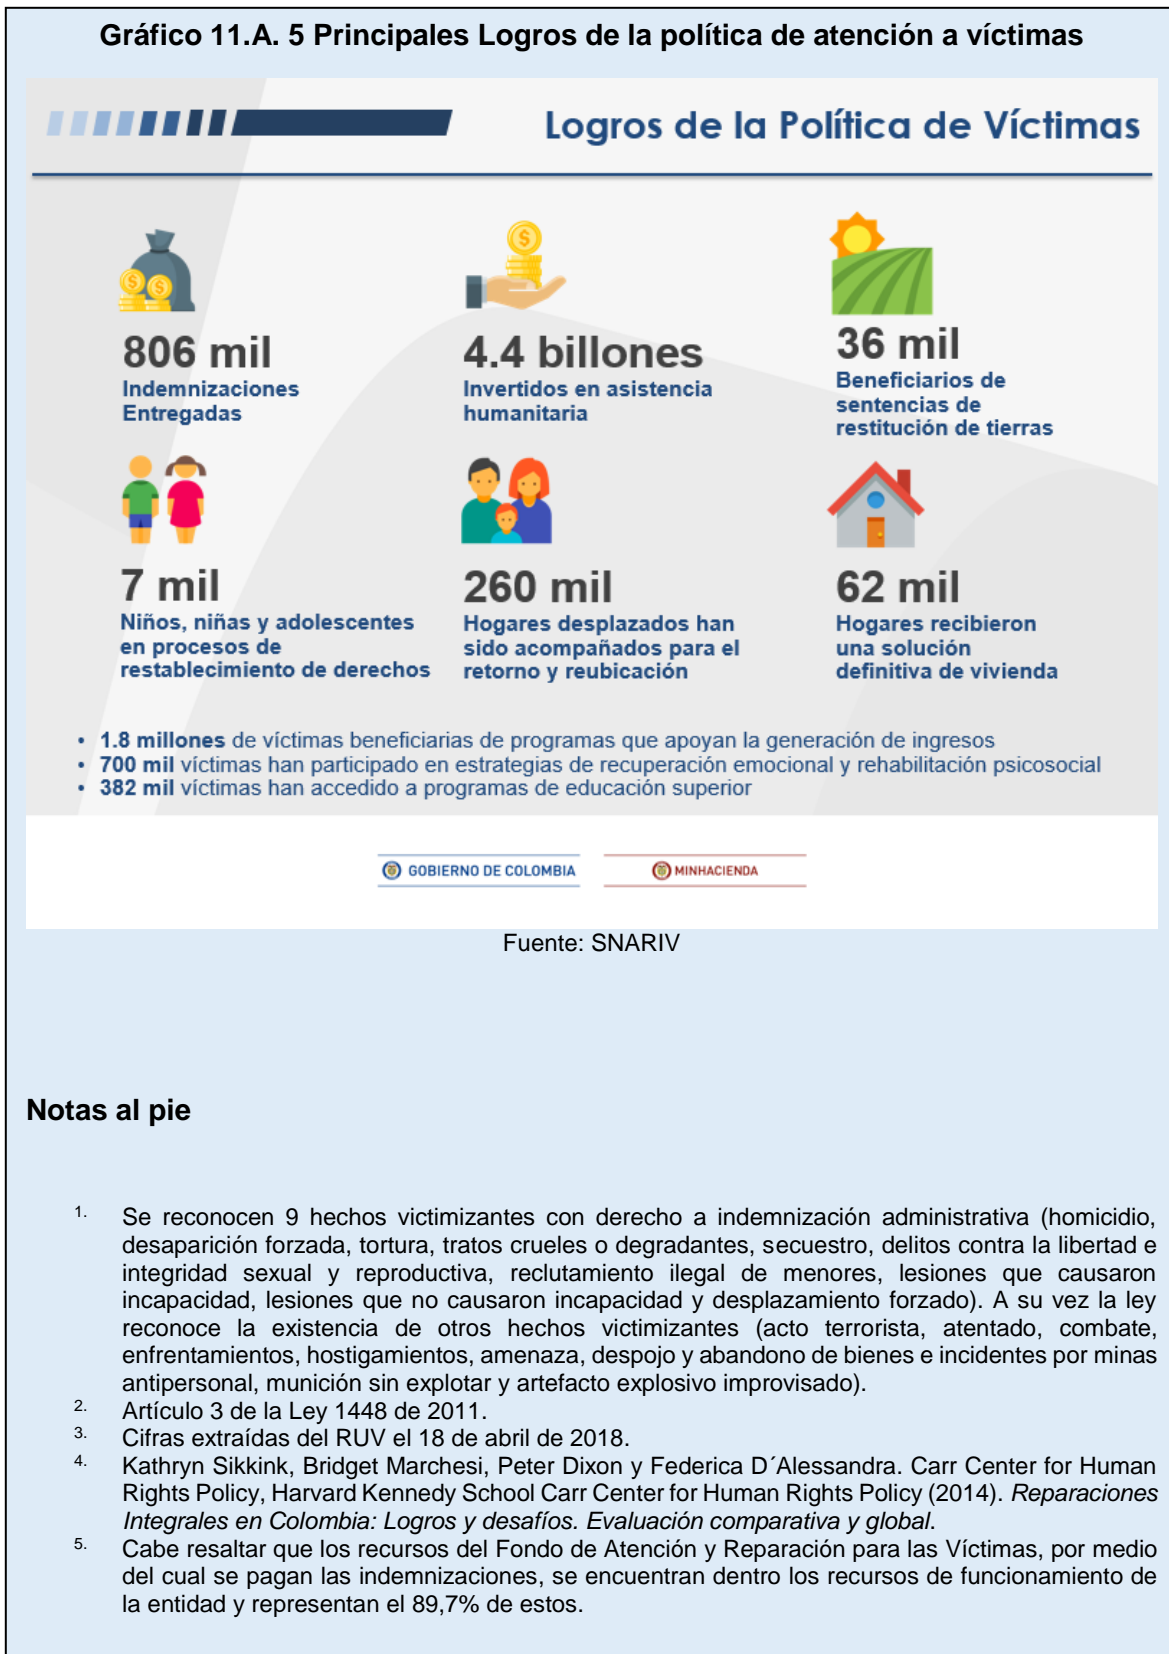 Gráfico 11.A. 5 Principales Logros de la política de atención a víctimas
Logros de la Política de Víctimas
806 mil
Indemnizaciones
Entregadas
4.4 billones
Invertidos en asistencia
humanitaria
36 mil
Beneficiarios de
sentencias de
restitución de tierras
7 mil
Niños, niñas y adolescentes
en procesos de
restablecimiento de derechos
260 mil
Hogares desplazados han
sido acompañados para el
retorno y reubicación
62 mil
Hogares recibieron
una solución
definitiva de vivienda
• 1.8 millones de víctimas beneficiarias de programas que apoyan la generación de ingresos
• 700 mil víctimas han participado en estrategias de recuperación emocional y rehabilitación psicosocial
• 382 mil víctimas han accedido a programas de educación superior
GOBIERNO DE COLOMBIA
MINHACIENDA
Fuente: SNARIV
Notas al pie
1. Se reconocen 9 hechos victimizantes con derecho a indemnización administrativa (homicidio,
desaparición forzada, tortura, tratos crueles o degradantes, secuestro, delitos contra la libertad e
integridad sexual y reproductiva, reclutamiento ilegal de menores, lesiones que causaron
incapacidad, lesiones que no causaron incapacidad y desplazamiento forzado). A su vez la ley
reconoce la existencia de otros hechos victimizantes (acto terrorista, atentado, combate,
enfrentamientos, hostigamientos, amenaza, despojo y abandono de bienes e incidentes por minas
antipersonal, munición sin explotar y artefacto explosivo improvisado).
2. Artículo 3 de la Ley 1448 de 2011.
3. Cifras extraídas del RUV el 18 de abril de 2018.
4. Kathryn Sikkink, Bridget Marchesi, Peter Dixon y Federica D´Alessandra. Carr Center for Human
Rights Policy, Harvard Kennedy School Carr Center for Human Rights Policy (2014). Reparaciones
Integrales en Colombia: Logros y desafíos. Evaluación comparativa y global.
5. Cabe resaltar que los recursos del Fondo de Atención y Reparación para las Víctimas, por medio
del cual se pagan las indemnizaciones, se encuentran dentro los recursos de funcionamiento de
la entidad y representan el 89,7% de estos.